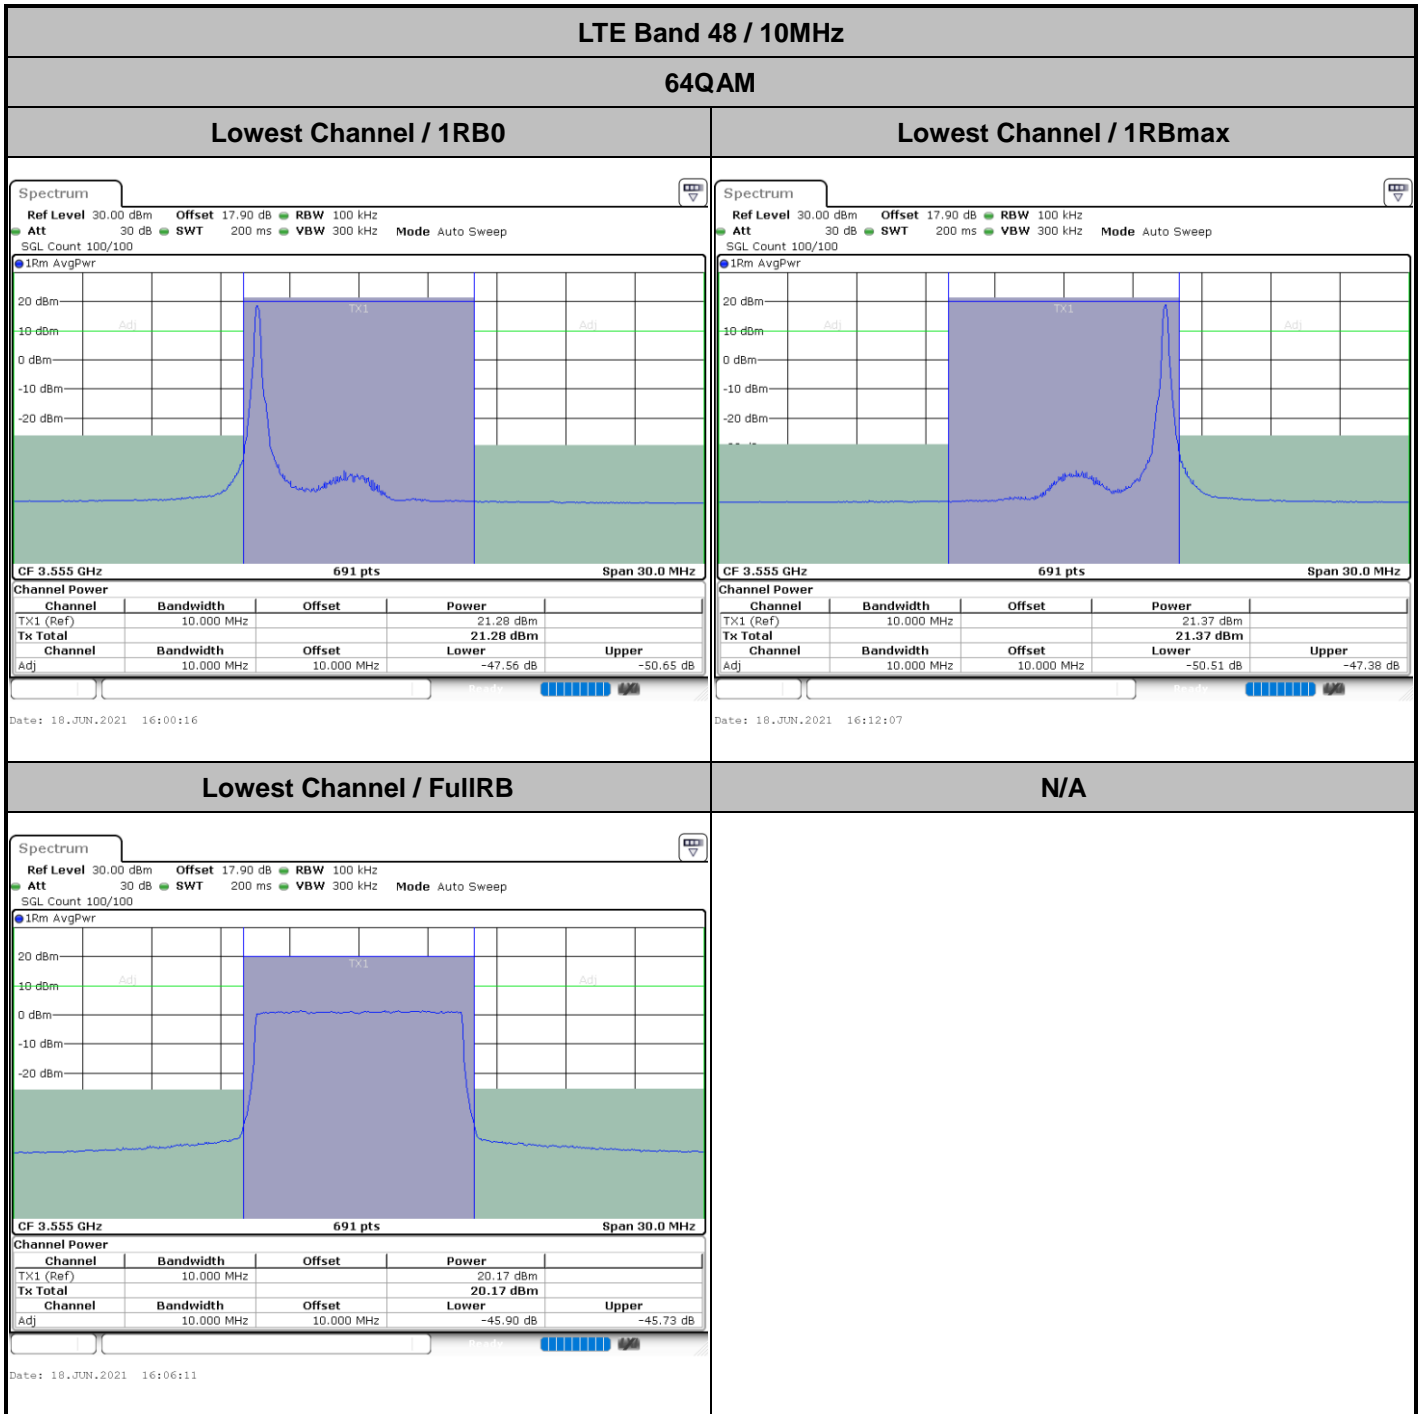 LTE Band 48 / 10MHz
64QAM
Lowest Channel / 1RB0
Lowest Channel / 1RBmax
Spectrum
Ref Level 30.00 dBm Offset 17.90 dB RBW 100 kHz
Att 30 dB SWT 200 ms VBW 300 kHz Mode Auto Sweep
SGL Count 100/100
1Rm AvgPwr
20 dBm
TX1
Adj
Adj
10 dBm
0 dBm
-10 dBm
-20 dBm
CF 3.555 GHz 691 pts Span 30.0 MHz
Channel Power
Channel Bandwidth Offset Power
TX1 (Ref) 10.000 MHz 21.28 dBm
Tx Total 21.28 dBm
Channel Bandwidth Offset Lower Upper
Adj 10.000 MHz 10.000 MHz -47.56 dB -50.65 dB
Ready
Date: 18.JUN.2021 16:00:16
Spectrum
Ref Level 30.00 dBm Offset 17.90 dB RBW 100 kHz
Att 30 dB SWT 200 ms VBW 300 kHz Mode Auto Sweep
SGL Count 100/100
1Rm AvgPwr
20 dBm
TX1
Adj
Adj
10 dBm
0 dBm
-10 dBm
-20 dBm
CF 3.555 GHz 691 pts Span 30.0 MHz
Channel Power
Channel Bandwidth Offset Power
TX1 (Ref) 10.000 MHz 21.37 dBm
Tx Total 21.37 dBm
Channel Bandwidth Offset Lower Upper
Adj 10.000 MHz 10.000 MHz -50.51 dB -47.38 dB
Ready
Date: 18.JUN.2021 16:12:07
Lowest Channel / FullRB
N/A
Spectrum
Ref Level 30.00 dBm Offset 17.90 dB RBW 100 kHz
Att 30 dB SWT 200 ms VBW 300 kHz Mode Auto Sweep
SGL Count 100/100
1Rm AvgPwr
20 dBm
TX1
Adj
Adj
10 dBm
0 dBm
-10 dBm
-20 dBm
CF 3.555 GHz 691 pts Span 30.0 MHz
Channel Power
Channel Bandwidth Offset Power
TX1 (Ref) 10.000 MHz 20.17 dBm
Tx Total 20.17 dBm
Channel Bandwidth Offset Lower Upper
Adj 10.000 MHz 10.000 MHz -45.90 dB -45.73 dB
Ready
Date: 18.JUN.2021 16:06:11